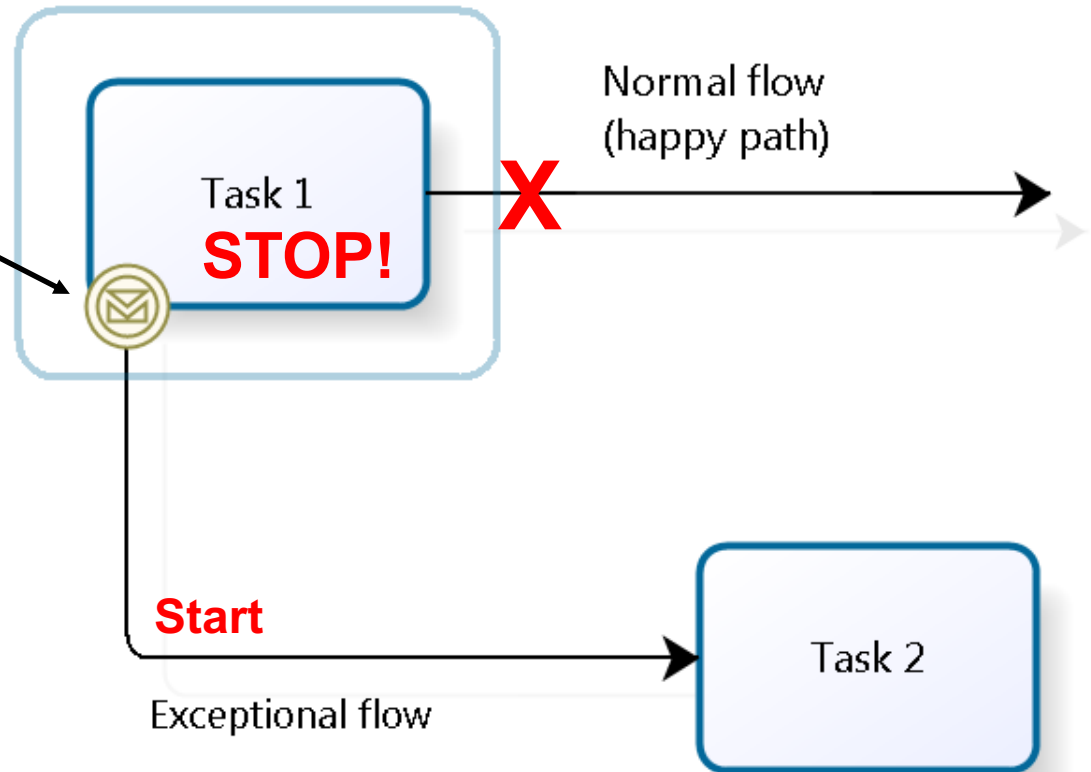 Normal flow
(happy path)
X
Task 1
STOP!
Start
Task 2
Exceptional flow